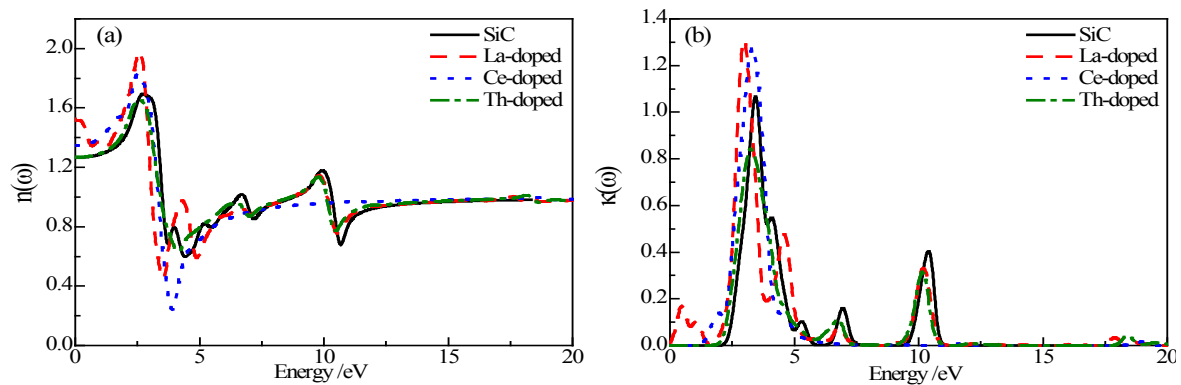 (a)
SiC
La-doped
Ce-doped
Th-doped
2.0
1.6
1.2
0.8
0.4
0.0
n(ω)
0 5 10 15 20
Energy /eV
(b)
SiC
La-doped
Ce-doped
Th-doped
1.4
1.2
1.0
0.8
0.6
0.4
0.2
0.0
κ(ω)
0 5 10 15 20
Energy /eV